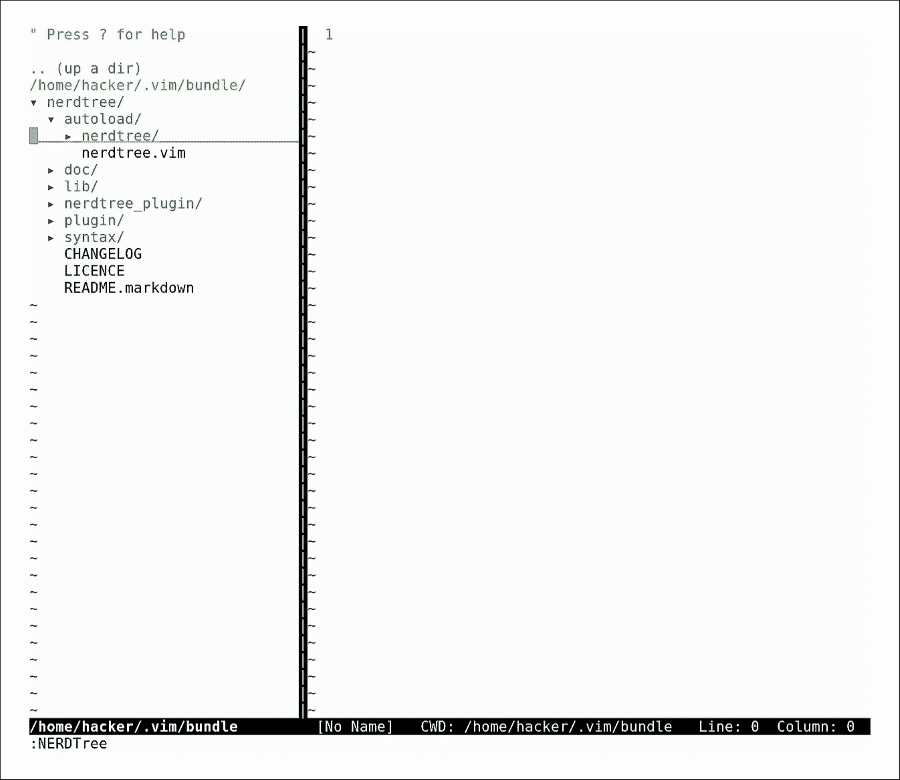 " Press ? for help
1
.. (up a dir)
/home/hacker/.vim/bundle/
▾ nerdtree/
▾ autoload/
▸ nerdtree/
nerdtree.vim
▸ doc/
▸ lib/
▸ nerdtree_plugin/
▸ plugin/
▸ syntax/
CHANGELOG
LICENCE
README.markdown
/home/hacker/.vim/bundle [No Name] CWD: /home/hacker/.vim/bundle Line: 0 Column: 0
:NERDTree